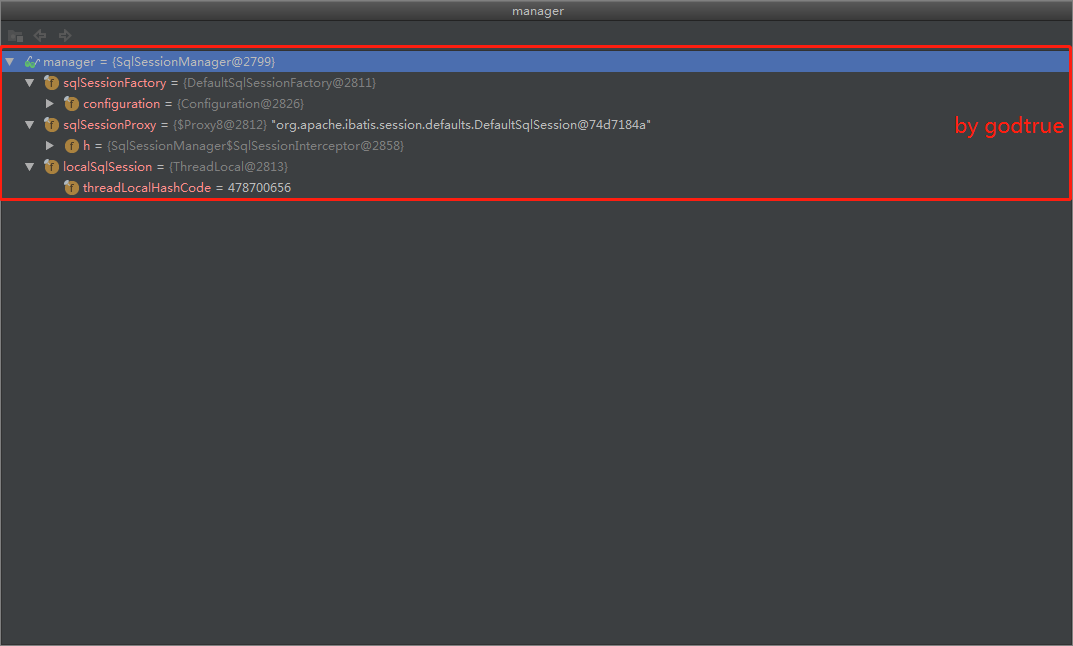 manager
manager = {SqlSessionManager@2799}
sqlSessionFactory = {DefaultSqlSessionFactory@2811}
configuration = {Configuration@2826}
sqlSessionProxy = {$Proxy8@2812} "org.apache.ibatis.session.defaults.DefaultSqlSession@74d7184a"
by godtrue
h = {SqlSessionManager$SqlSessionInterceptor@2858}
localSqlSession = {ThreadLocal@2813}
threadLocalHashCode = 478700656